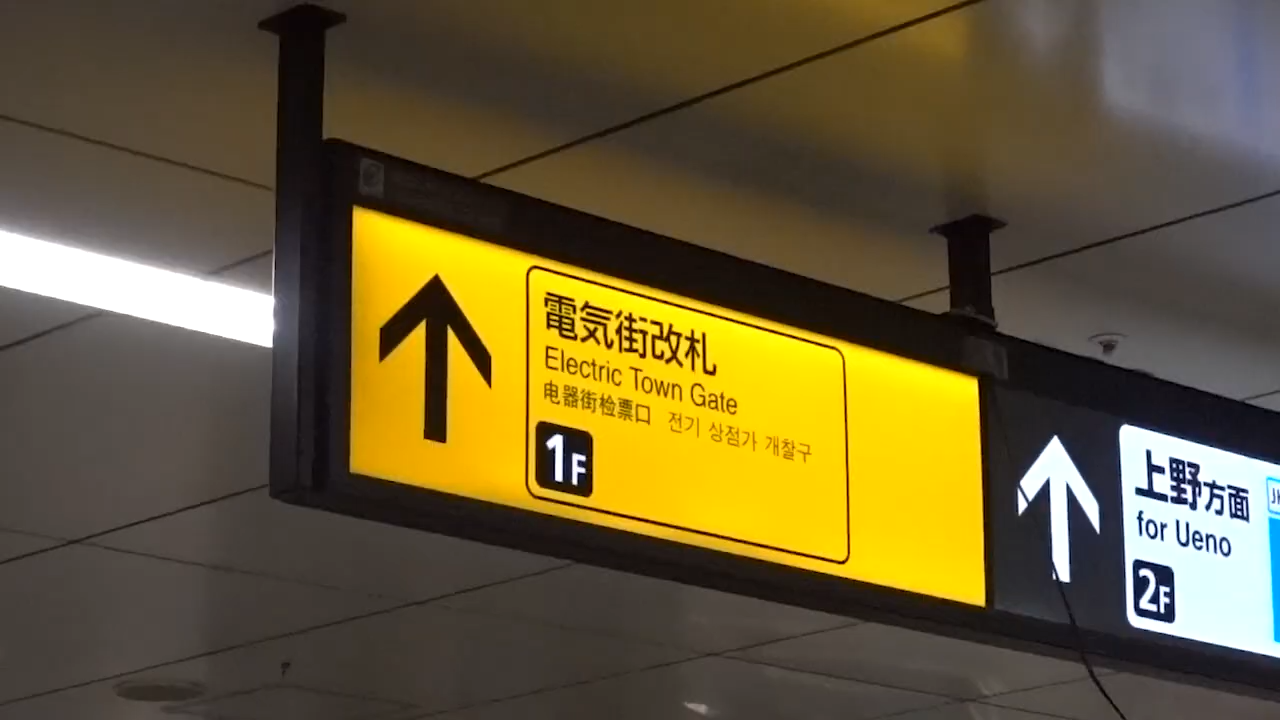 電気街改札
Electric Town Gate
电器街检票口 전기 상점가 개찰구
1F
上野方面
for Ueno
2F